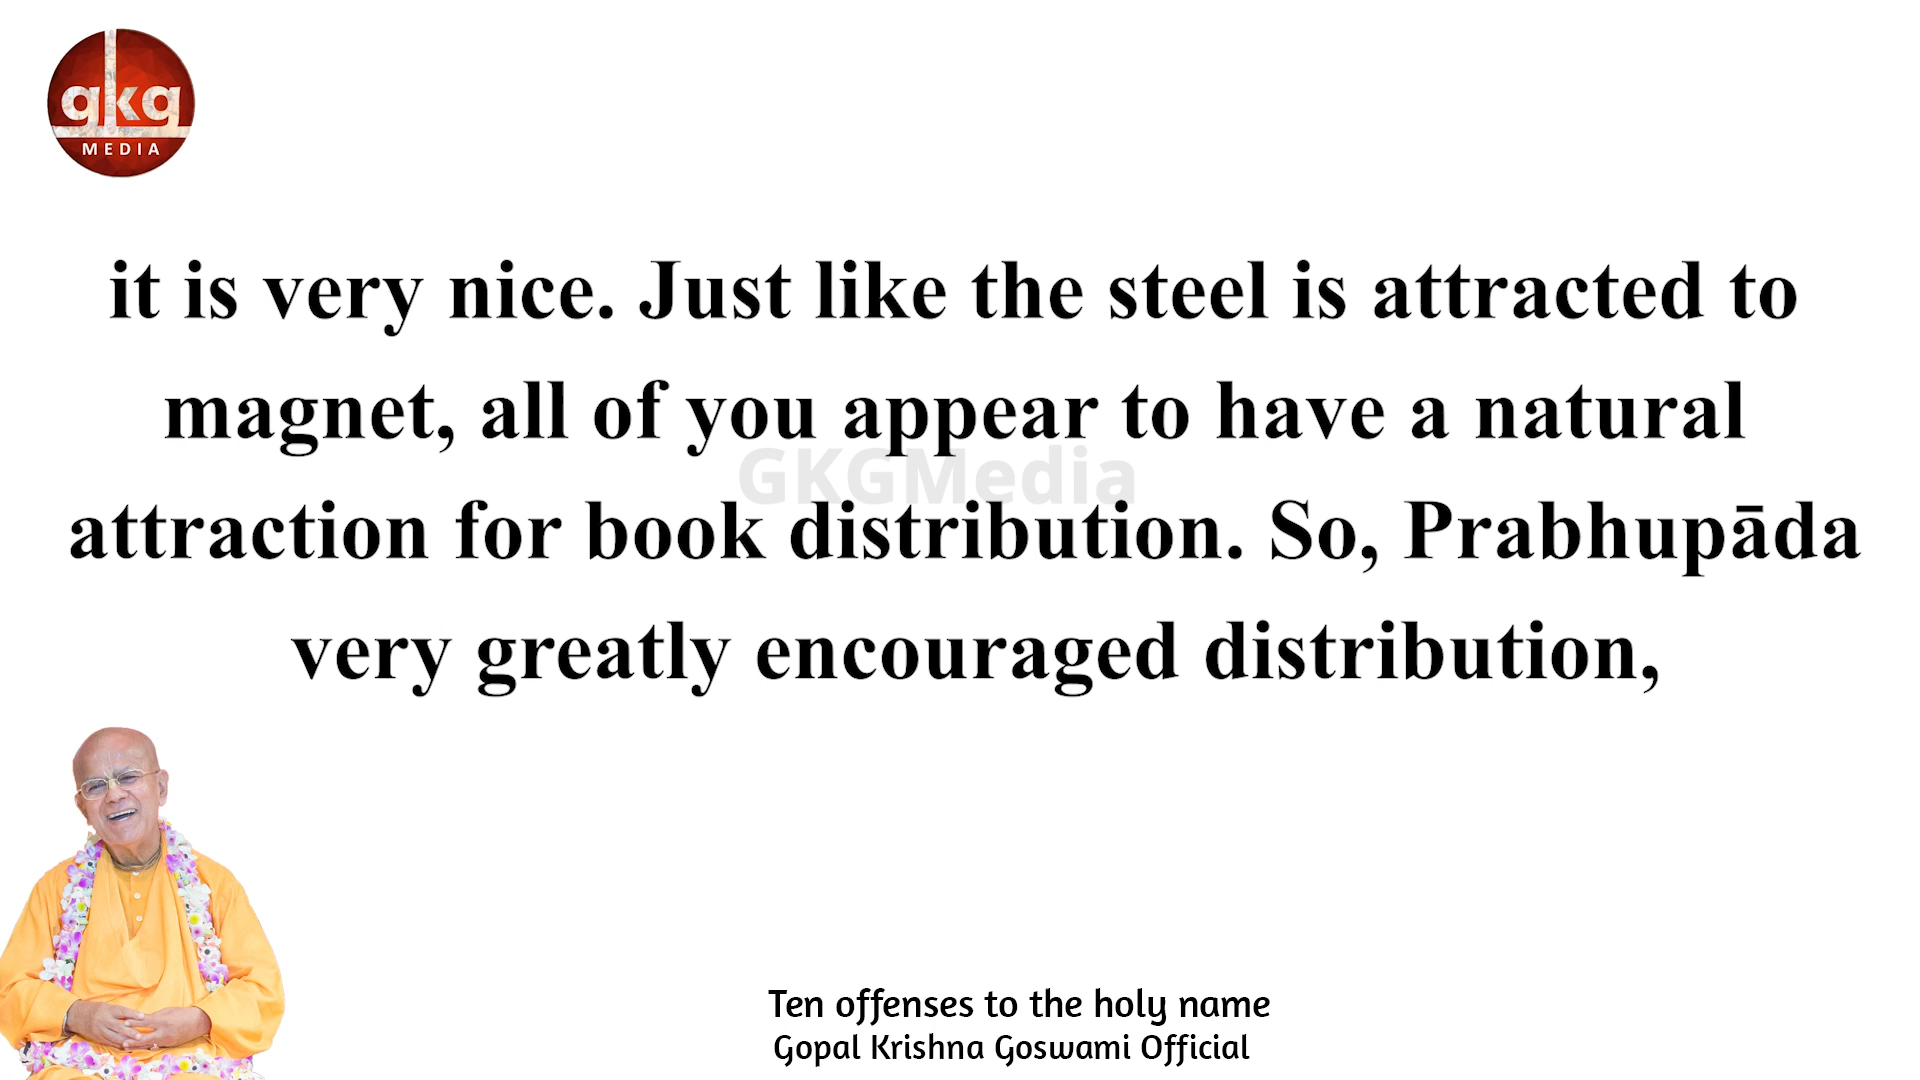 gkg
MEDIA
it is very nice. Just like the steel is attracted to
magnet, all of you appear to have a natural
GKGMedia
attraction for book distribution. So, Prabhupāda
very greatly encouraged distribution,
Ten offenses to the holy name
Gopal Krishna Goswami Official